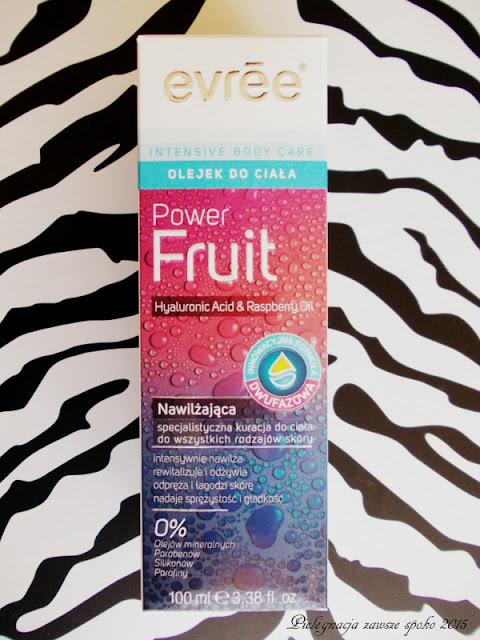 evrēe®
INTENSIVE BODY CARE
OLEJEK DO CIAŁA
Power
Fruit
Hyaluronic Acid & Raspberry Oil
INNOWACYJNA FORMUŁA
DWUFAZOWA
Nawilżająca
specjalistyczna kuracja do ciała
do wszystkich rodzajów skóry
intensywnie nawilża
rewitalizuje i odżywia
odpręża i łagodzi skórę
nadaje sprężystość i gładkość
0%
Olejów mineralnych
Parabenów
Silikonów
Parafiny
100 ml e 3,38 fl. oz
Pielęgnacja zawsze spoko 2015